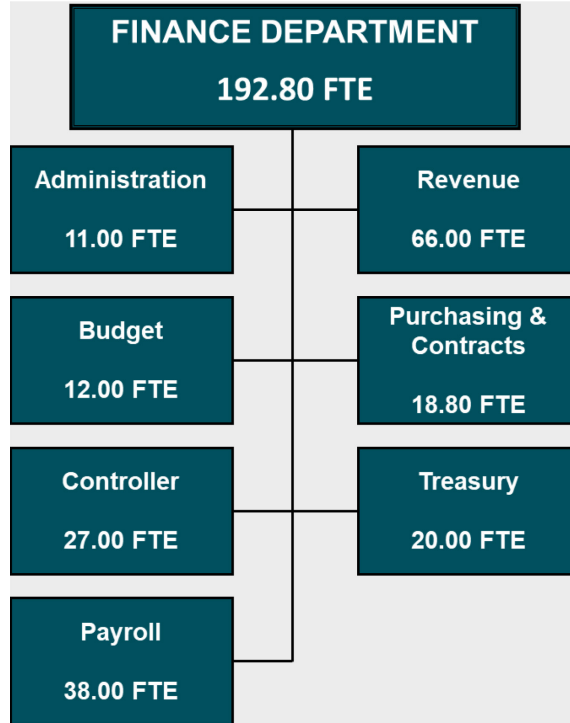 FINANCE DEPARTMENT
192.80 FTE
Administration
11.00 FTE
Revenue
66.00 FTE
Budget
12.00 FTE
Purchasing &
Contracts
18.80 FTE
Controller
27.00 FTE
Treasury
20.00 FTE
Payroll
38.00 FTE